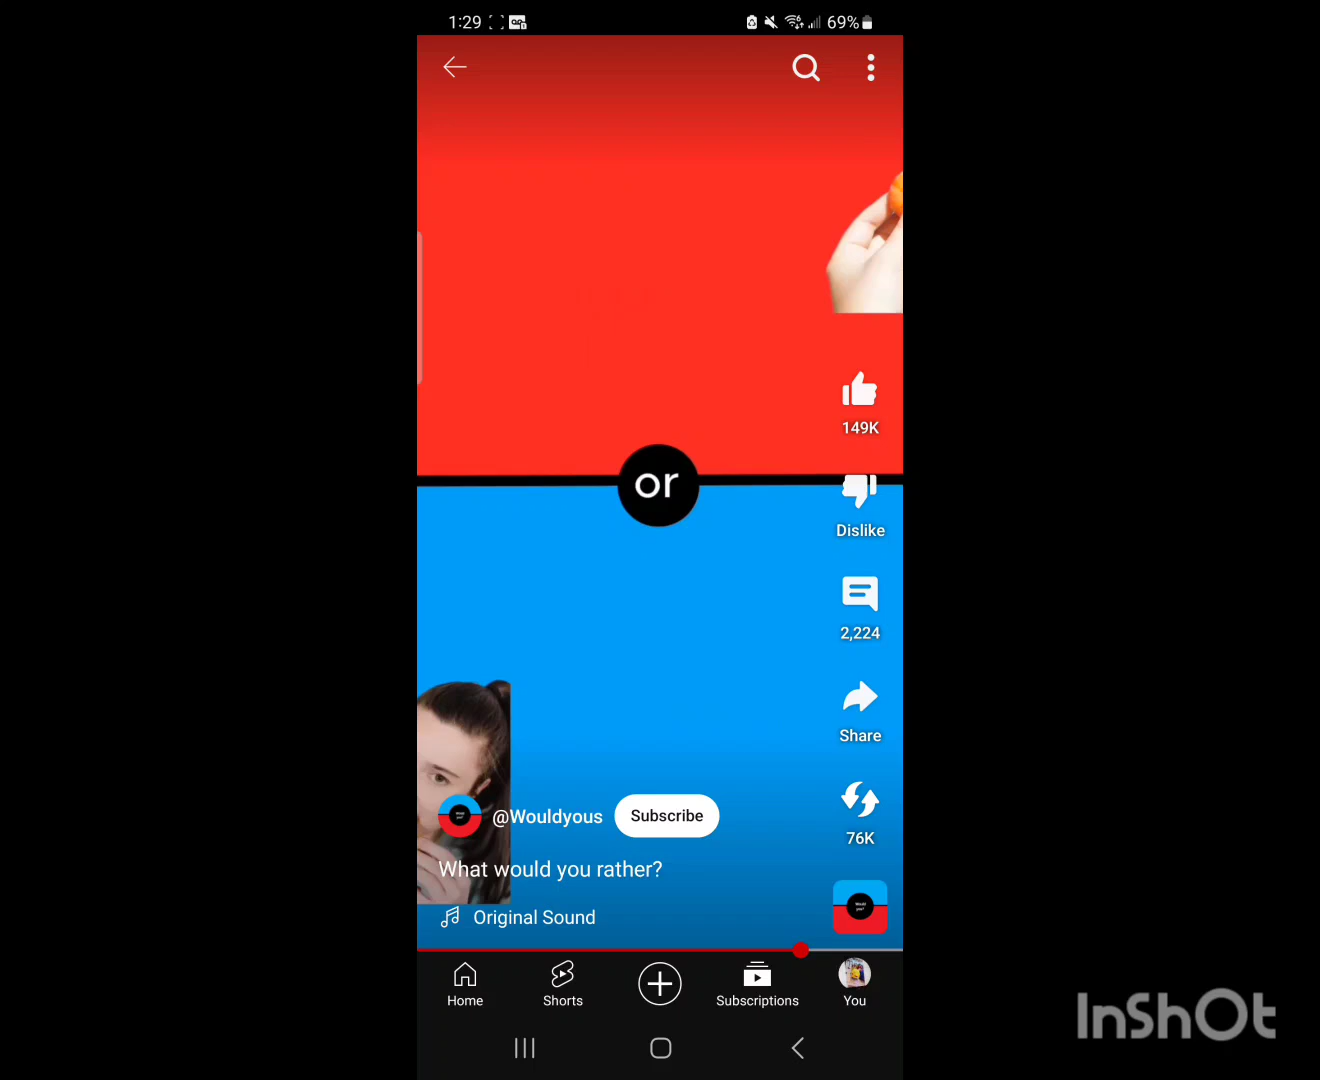 1:29
69%
or
149K
Dislike
2,224
Share
76K
@Wouldyous
Subscribe
What would you rather?
Original Sound
Home
Shorts
Subscriptions
You
InShOt